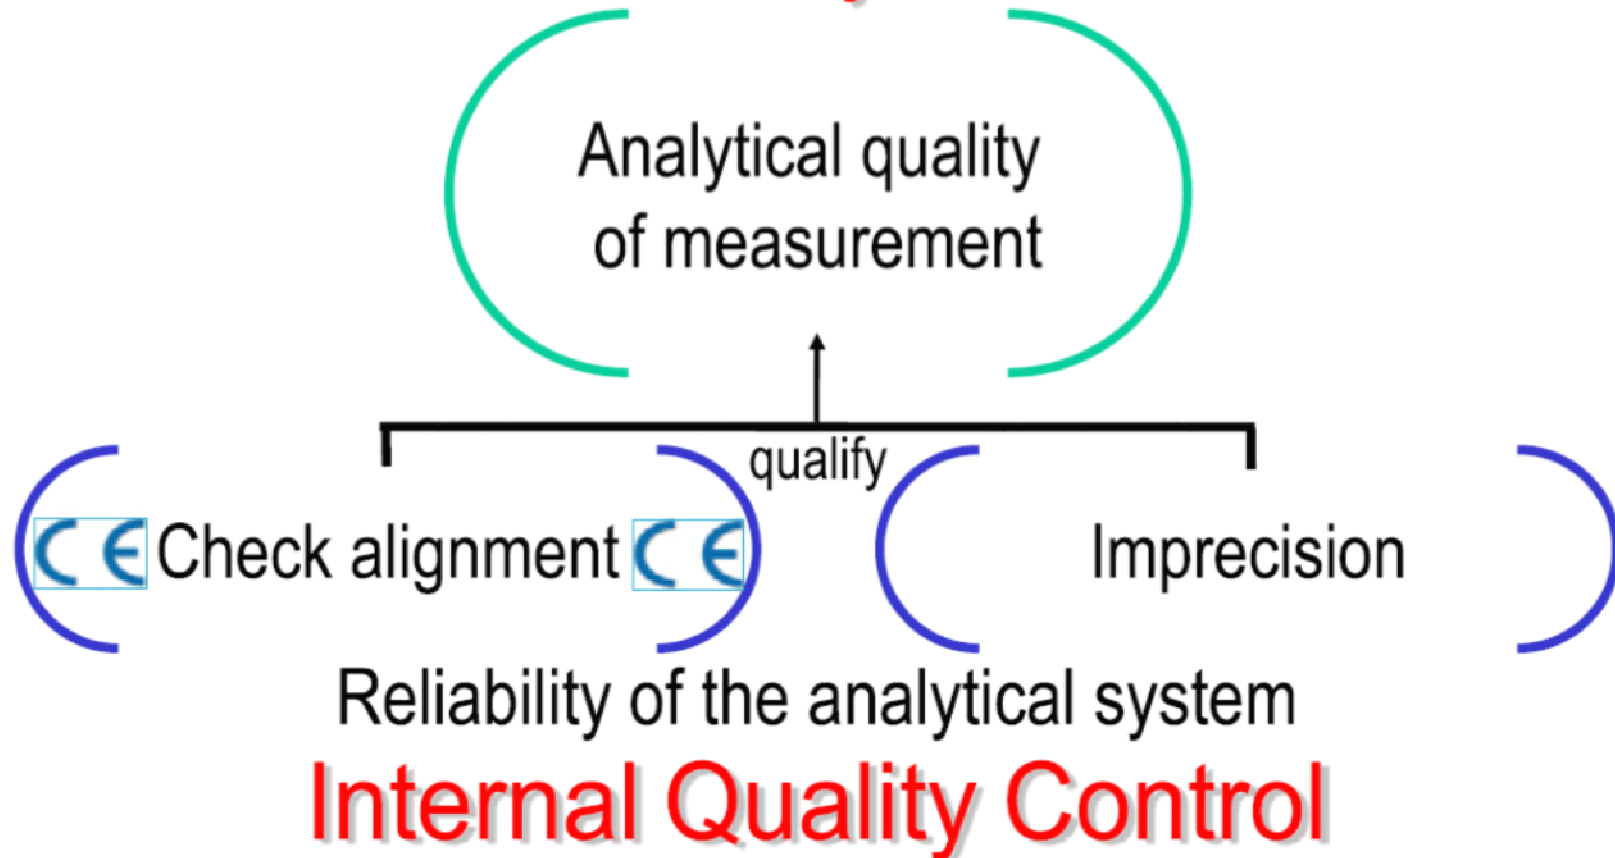 Analytical quality
of measurement
qualify
CE Check alignment CE
Imprecision
Reliability of the analytical system
Internal Quality Control